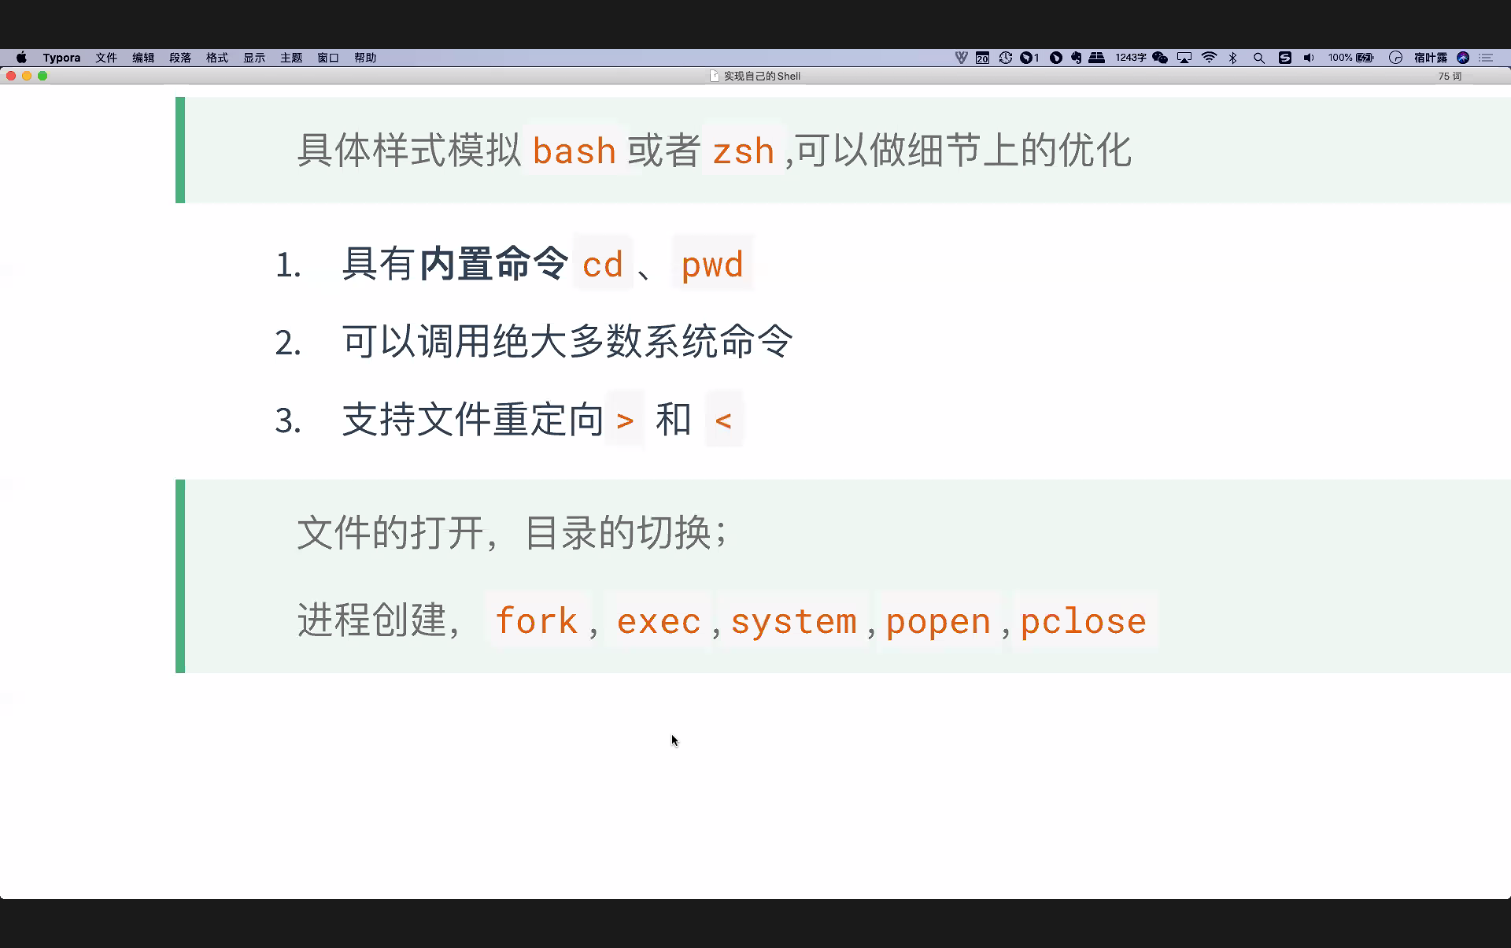 Typora 文件 编辑 段落 格式 显示 主题 窗口 帮助 20 1 1243字 100% 宿叶露
实现自己的Shell 75 词
具体样式模拟 bash 或者 zsh ,可以做细节上的优化
1. 具有内置命令 cd 、 pwd
2. 可以调用绝大多数系统命令
3. 支持文件重定向 > 和 <
文件的打开，目录的切换；
进程创建， fork , exec , system , popen , pclose